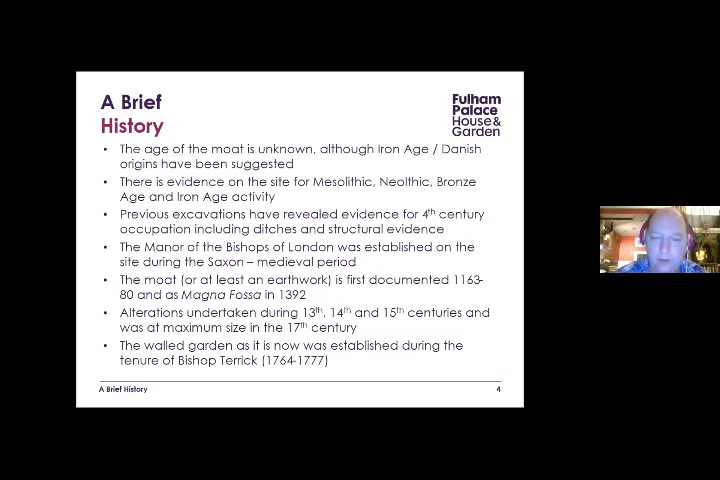 A Brief
History
Fulham
Palace
House &
Garden
• The age of the moat is unknown, although Iron Age / Danish
origins have been suggested
• There is evidence on the site for Mesolithic, Neolthic, Bronze
Age and Iron Age activity
• Previous excavations have revealed evidence for 4th century
occupation including ditches and structural evidence
• The Manor of the Bishops of London was established on the
site during the Saxon – medieval period
• The moat (or at least an earthwork) is first documented 1163-
80 and as Magna Fossa in 1392
• Alterations undertaken during 13th, 14th and 15th centuries and
was at maximum size in the 17th century
• The walled garden as it is now was established during the
tenure of Bishop Terrick (1764-1777)
A Brief History
4